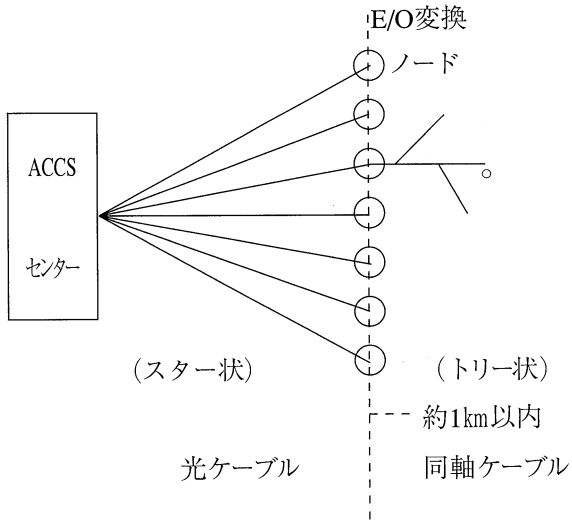 E/O変換
ノード
ACCS
センター
(スター状)
(トリー状)
約1㎞以内
光ケーブル
同軸ケーブル